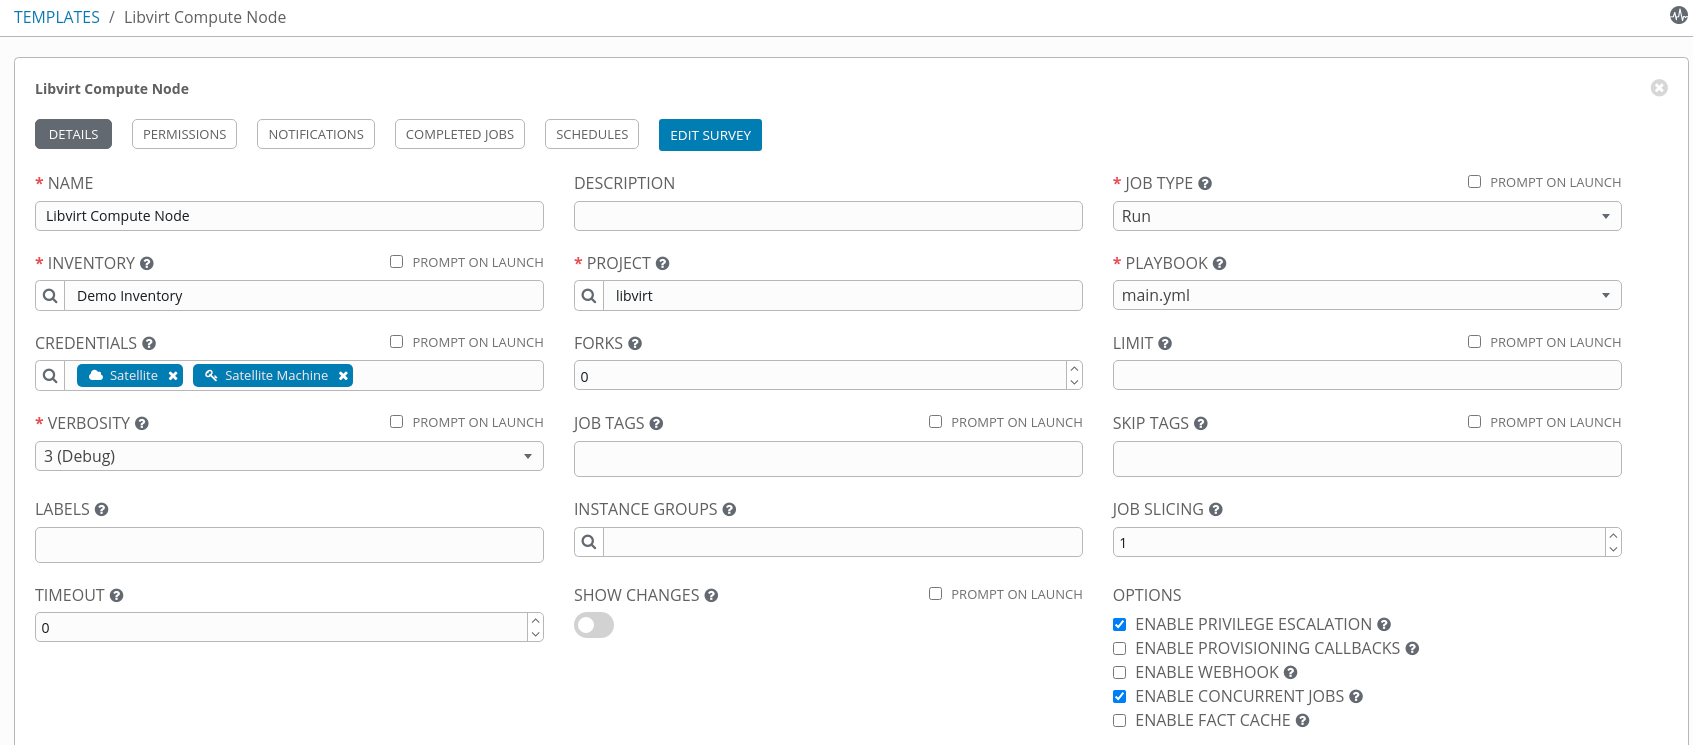 TEMPLATES / Libvirt Compute Node
Libvirt Compute Node
DETAILS PERMISSIONS NOTIFICATIONS COMPLETED JOBS SCHEDULES EDIT SURVEY
* NAME DESCRIPTION * JOB TYPE ? PROMPT ON LAUNCH
Libvirt Compute Node Run
* INVENTORY ? PROMPT ON LAUNCH * PROJECT ? * PLAYBOOK ?
Demo Inventory libvirt main.yml
CREDENTIALS ? PROMPT ON LAUNCH FORKS ? LIMIT ? PROMPT ON LAUNCH
Satellite Satellite Machine 0
* VERBOSITY ? PROMPT ON LAUNCH JOB TAGS ? PROMPT ON LAUNCH SKIP TAGS ? PROMPT ON LAUNCH
3 (Debug)
LABELS ? INSTANCE GROUPS ? JOB SLICING ?
1
TIMEOUT ? SHOW CHANGES ? PROMPT ON LAUNCH OPTIONS
0 ENABLE PRIVILEGE ESCALATION ?
ENABLE PROVISIONING CALLBACKS ?
ENABLE WEBHOOK ?
ENABLE CONCURRENT JOBS ?
ENABLE FACT CACHE ?